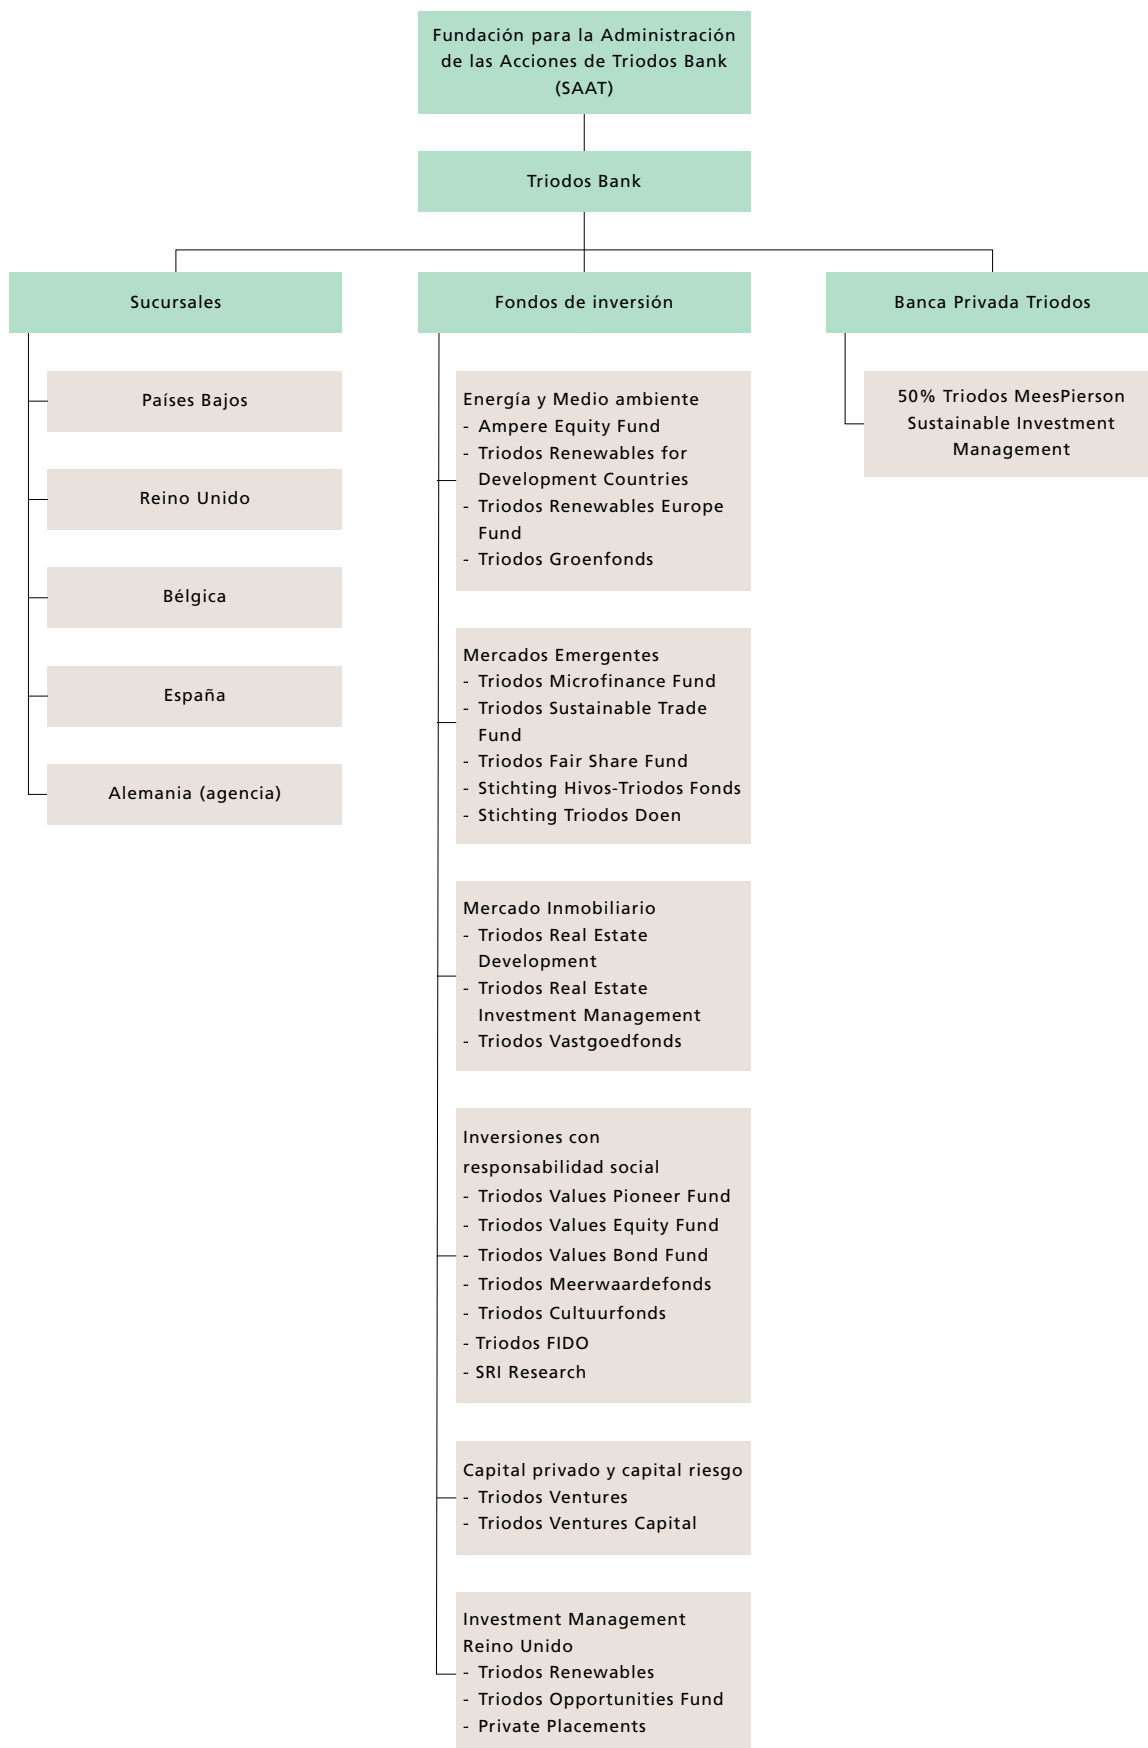 Fundación para la Administración
de las Acciones de Triodos Bank
(SAAT)
Triodos Bank
Sucursales
Países Bajos
Reino Unido
Bélgica
España
Alemania (agencia)
Fondos de inversión
Energía y Medio ambiente
- Ampere Equity Fund
- Triodos Renewables for
Development Countries
- Triodos Renewables Europe
Fund
- Triodos Groenfonds
Mercados Emergentes
- Triodos Microfinance Fund
- Triodos Sustainable Trade
Fund
- Triodos Fair Share Fund
- Stichting Hivos-Triodos Fonds
- Stichting Triodos Doen
Mercado Inmobiliario
- Triodos Real Estate
Development
- Triodos Real Estate
Investment Management
- Triodos Vastgoedfonds
Inversiones con
responsabilidad social
- Triodos Values Pioneer Fund
- Triodos Values Equity Fund
- Triodos Values Bond Fund
- Triodos Meerwaardefonds
- Triodos Cultuurfonds
- Triodos FIDO
- SRI Research
Capital privado y capital riesgo
- Triodos Ventures
- Triodos Ventures Capital
Investment Management
Reino Unido
- Triodos Renewables
- Triodos Opportunities Fund
- Private Placements
Banca Privada Triodos
50% Triodos MeesPierson
Sustainable Investment
Management